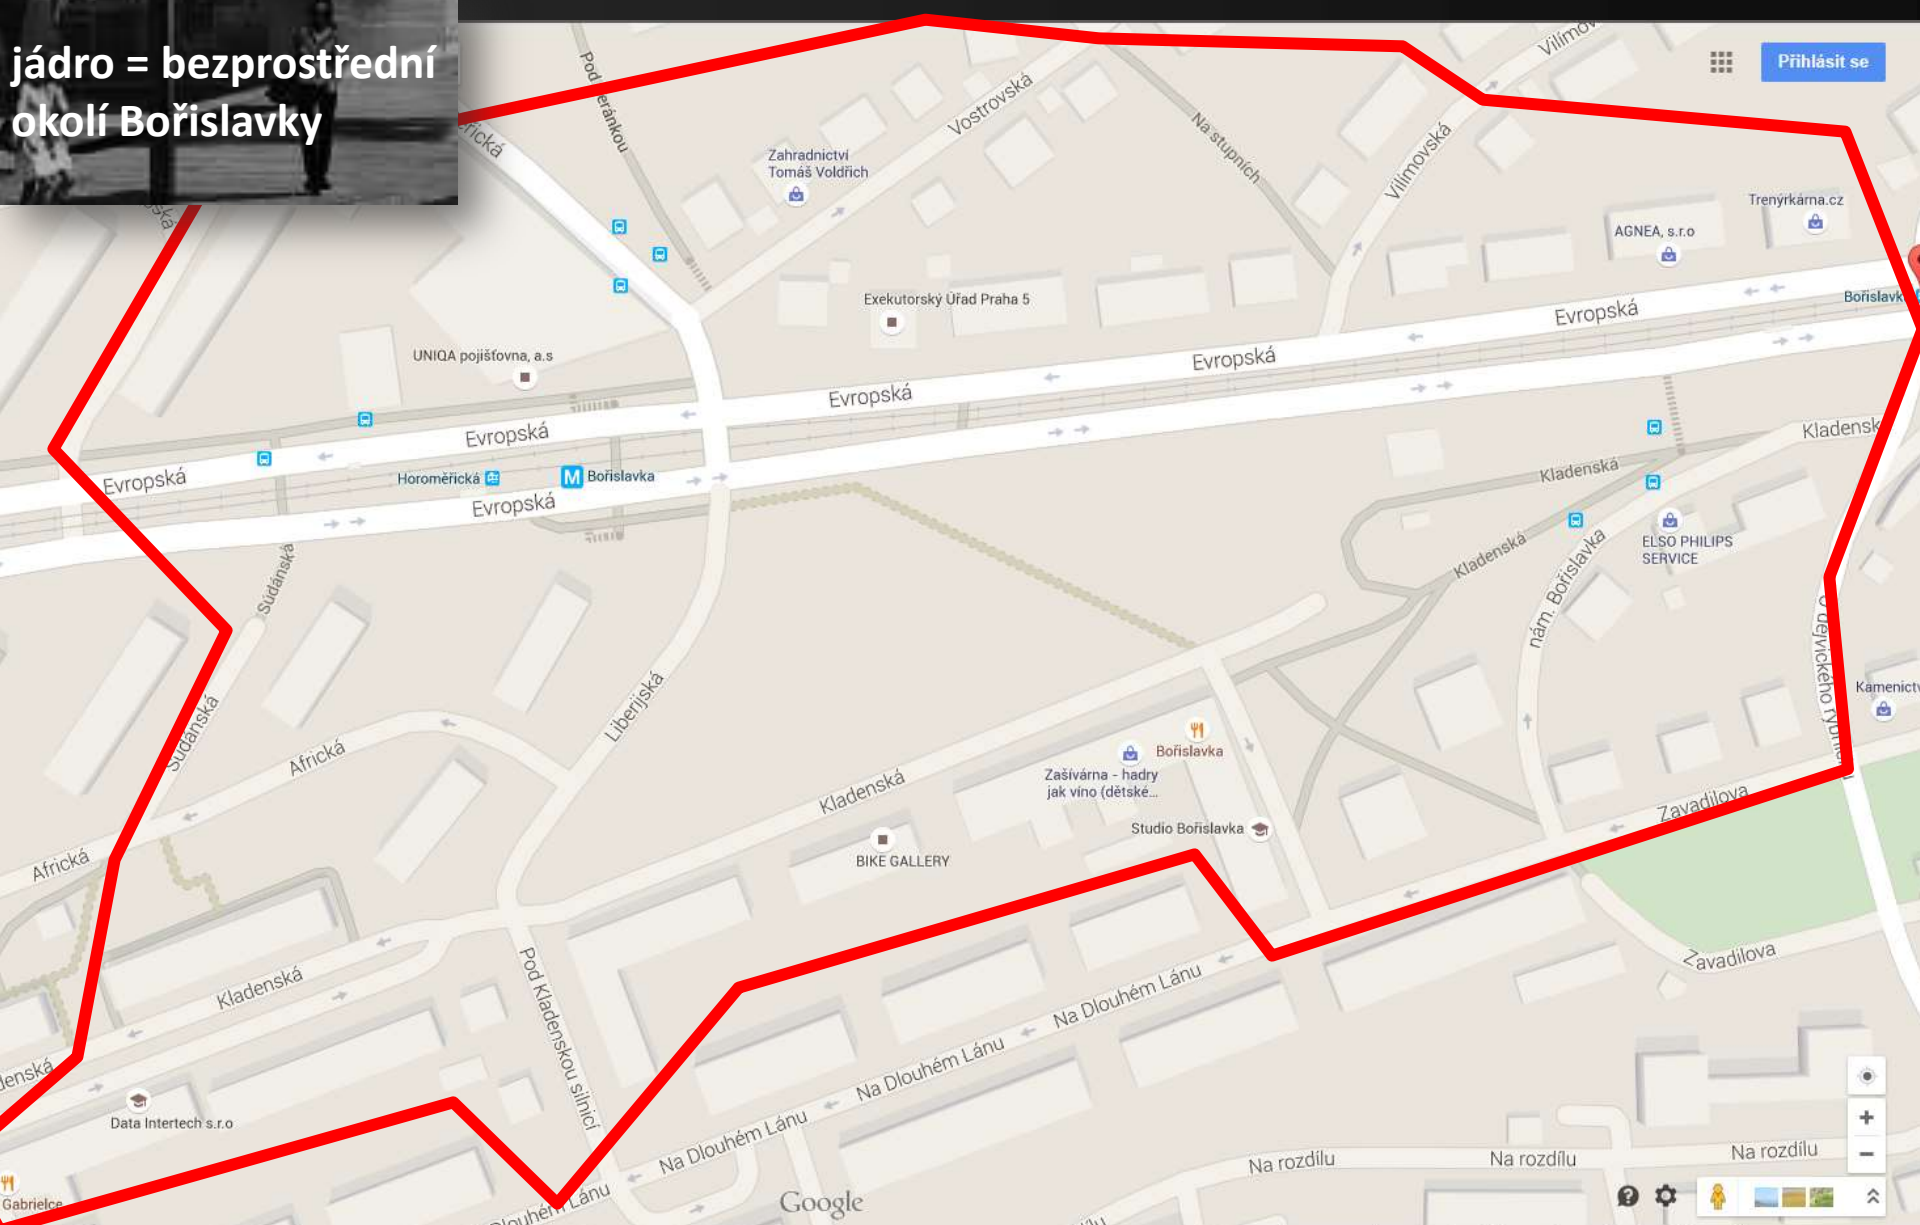 jádro = bezprostřední
okolí Bořislavky
Přihlásit se
Vostrovská
Na stupních
Vilímovská
Zahradnictví
Tomáš Voldřich
Trenýrkárna.cz
AGNEA, s.r.o
Exekutorský Úřad Praha 5
Evropská
Evropská
Evropská
UNIQA pojišťovna, a.s
Evropská
Evropská
Evropská
Horoměřická
M Bořislavka
Kladenská
Kladenská
nám. Bořislavka
ELSO PHILIPS
SERVICE
Súdánská
Súdánská
Liberijská
Africká
Africká
Kladenská
Bořislavka
Zašívárna - hadry
jak víno (dětské...
Studio Bořislavka
BIKE GALLERY
Zavadilova
Zavadilova
Kladenská
Pod Kladenskou silnicí
Na Dlouhém Lánu
Na Dlouhém Lánu
Na Dlouhém Lánu
Data Intertech s.r.o
Gabrielce
Na rozdílu
Na rozdílu
Na rozdílu
Google